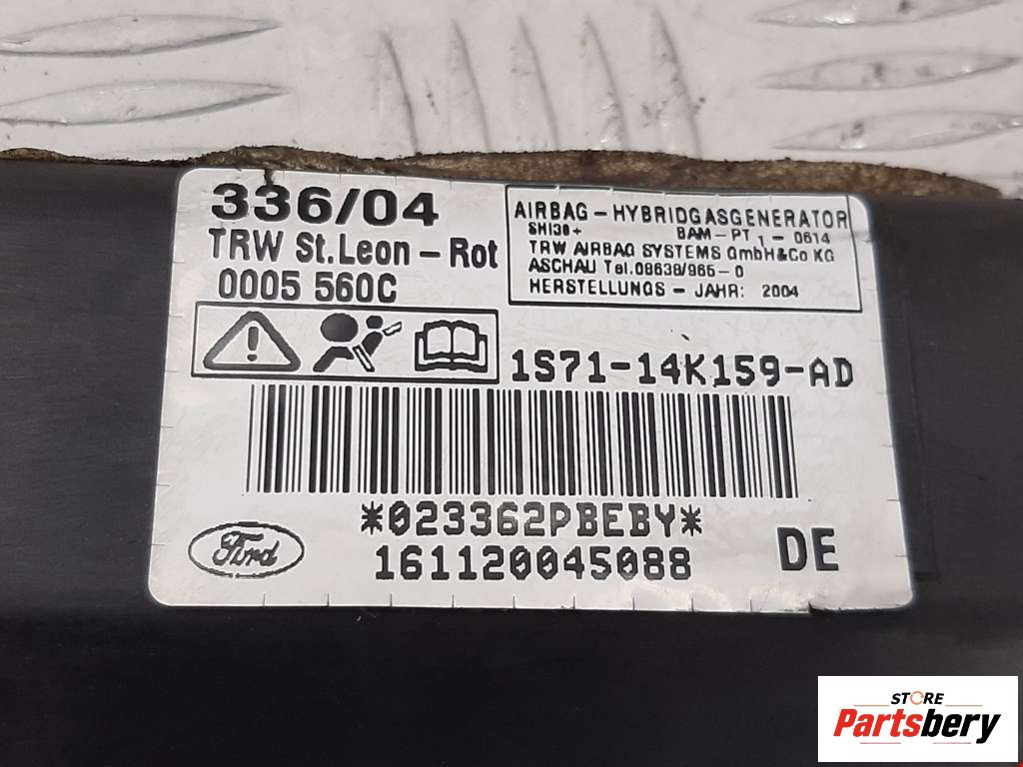 336/04
TRW St.Leon - Rot
0005 560C
AIRBAG - HYBRIDGASGENERATOR
SHI30+ BAM-PT 1 - 0614
TRW AIRBAG SYSTEMS GmbH&Co KG
ASCHAU Tel.08638/965-0
HERSTELLUNGS - JAHR: 2004
1S71-14K159-AD
*023362PBEBY*
161120045088
DE
Ford
STORE
Partsbery